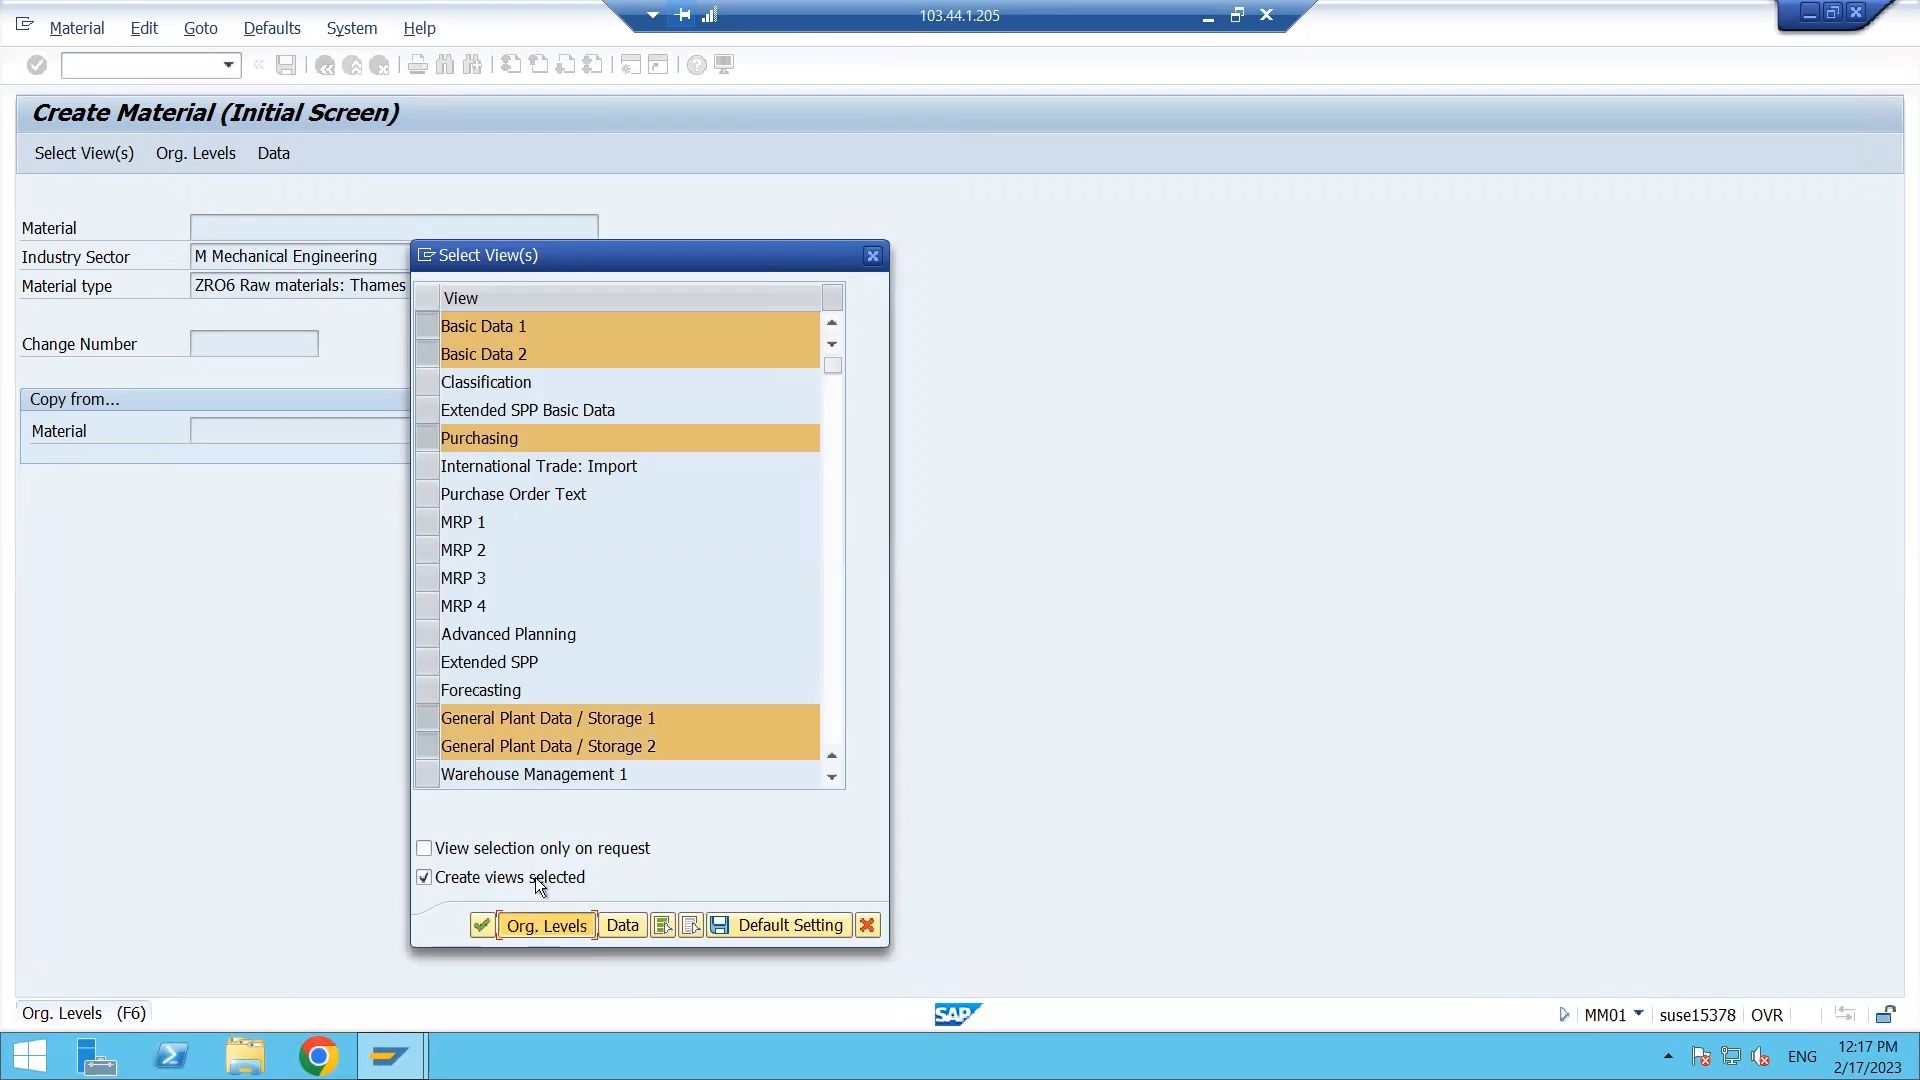 103.44.1.205
Material Edit Goto Defaults System Help
Create Material (Initial Screen)
Select View(s) Org. Levels Data
Material
Industry Sector M Mechanical Engineering
Material type ZRO6 Raw materials: Thames
Change Number
Copy from...
Material
Select View(s)
View
Basic Data 1
Basic Data 2
Classification
Extended SPP Basic Data
Purchasing
International Trade: Import
Purchase Order Text
MRP 1
MRP 2
MRP 3
MRP 4
Advanced Planning
Extended SPP
Forecasting
General Plant Data / Storage 1
General Plant Data / Storage 2
Warehouse Management 1
View selection only on request
Create views selected
Org. Levels Data Default Setting
Org. Levels (F6)
SAP
MM01 suse15378 OVR
ENG
12:17 PM
2/17/2023